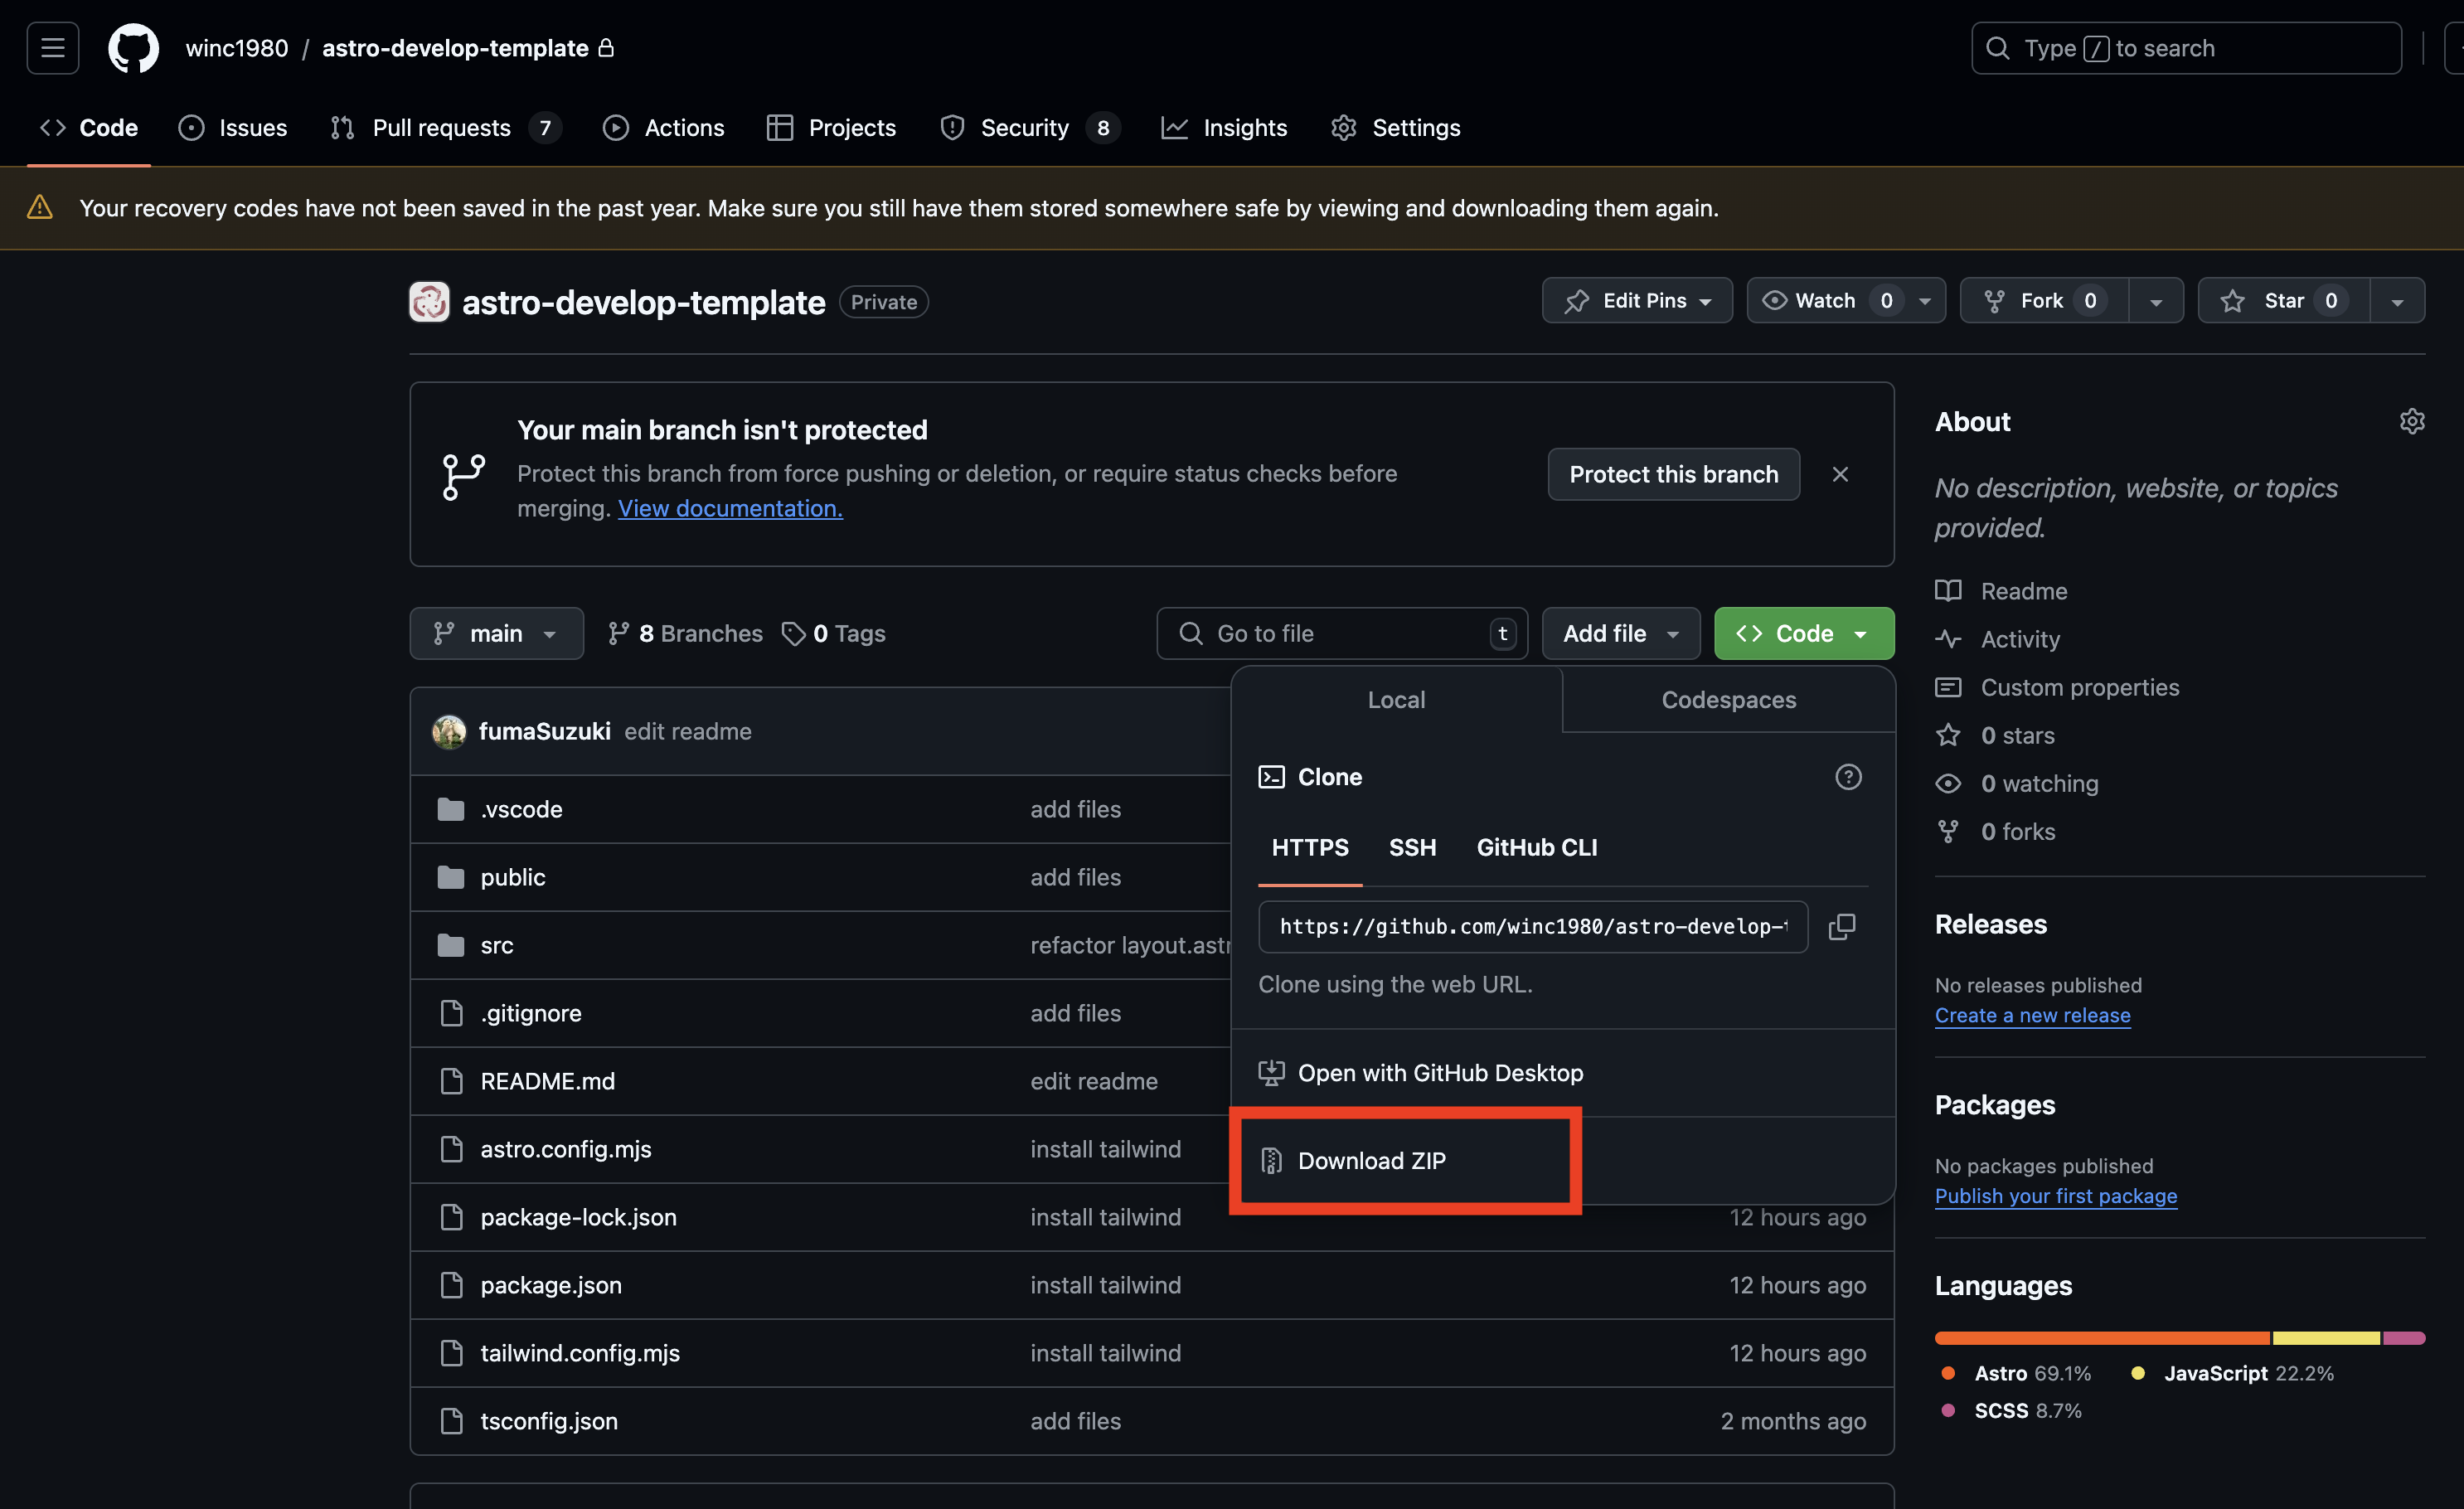 winc1980 / astro-develop-template
Type / to search
Code
Issues
Pull requests 7
Actions
Projects
Security 8
Insights
Settings
Your recovery codes have not been saved in the past year. Make sure you still have them stored somewhere safe by viewing and downloading them again.
astro-develop-template Private
Edit Pins
Watch 0
Fork 0
Star 0
Your main branch isn't protected
Protect this branch from force pushing or deletion, or require status checks before
merging. View documentation.
Protect this branch
main
8 Branches
0 Tags
Go to file t
Add file
Code
Local
Codespaces
Clone
HTTPS SSH GitHub CLI
https://github.com/winc1980/astro-develop-
Clone using the web URL.
Open with GitHub Desktop
Download ZIP
fumaSuzuki edit readme
.vscode add files
public add files
src refactor layout.astr
.gitignore add files
README.md edit readme
astro.config.mjs install tailwind
package-lock.json install tailwind 12 hours ago
package.json install tailwind 12 hours ago
tailwind.config.mjs install tailwind 12 hours ago
tsconfig.json add files 2 months ago
About
No description, website, or topics
provided.
Readme
Activity
Custom properties
0 stars
0 watching
0 forks
Releases
No releases published
Create a new release
Packages
No packages published
Publish your first package
Languages
Astro 69.1% JavaScript 22.2%
SCSS 8.7%